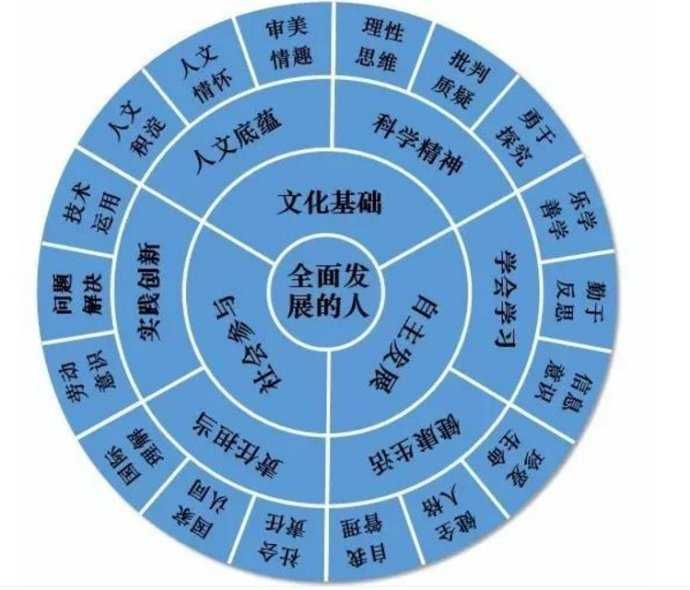 全面发
展的人
文化基础
自主发展
社会参与
人文底蕴
科学精神
学会学习
健康生活
责任担当
实践创新
人文
积淀
人文
情怀
审美
情趣
理性
思维
批判
质疑
勇于
探究
乐学
善学
勤于
反思
信息
意识
珍爱
生命
健全
人格
自我
管理
社会
责任
国家
认同
国际
理解
劳动
意识
问题
解决
技术
运用